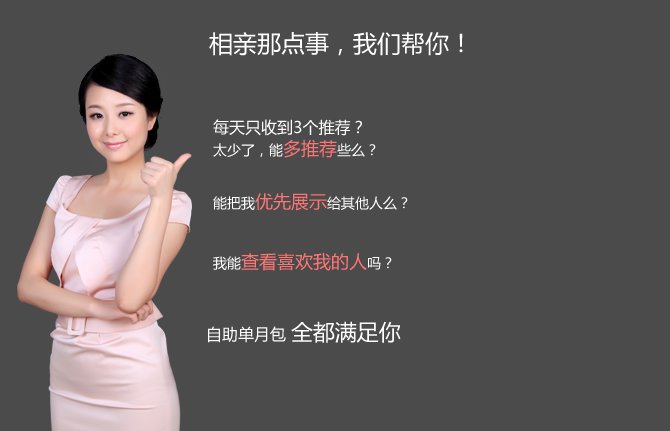 相亲那点事，我们帮你！
每天只收到3个推荐？
太少了，能多推荐些么？
能把我优先展示给其他人么？
我能查看喜欢我的人吗？
自助单月包 全都满足你